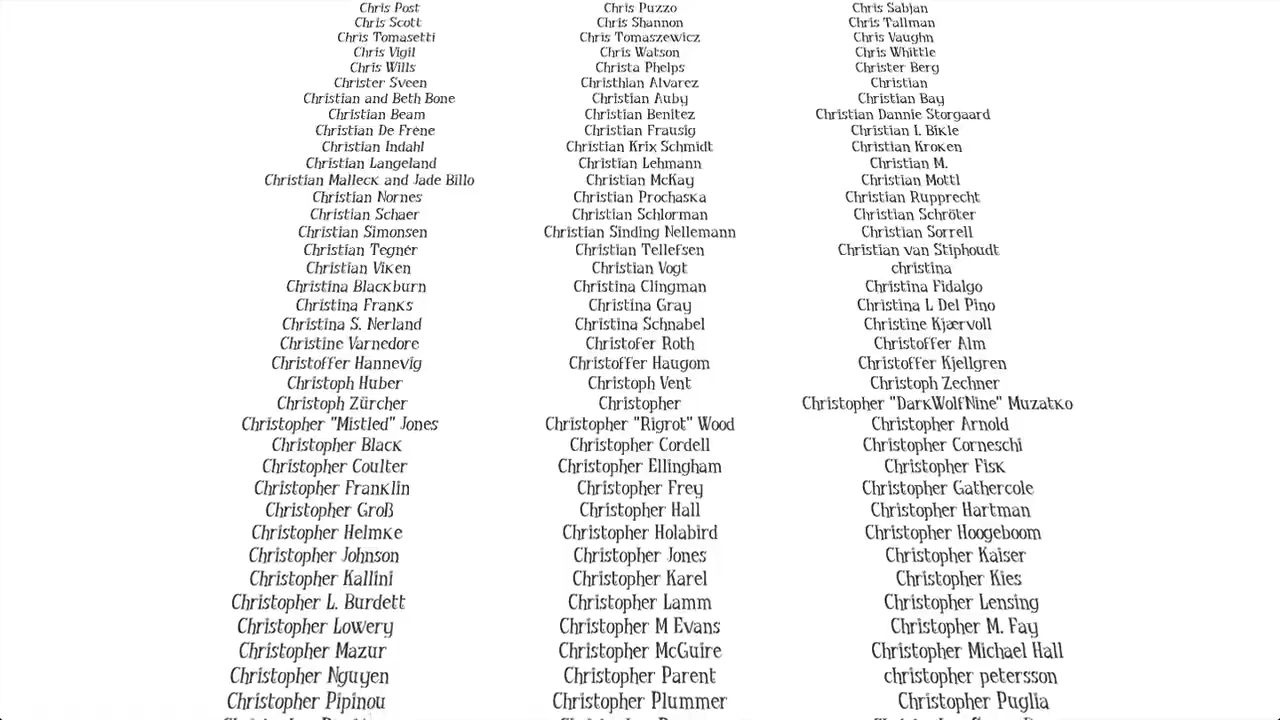 Chris Post Chris Puzzo Chris Sabjan
Chris Scott Chris Shannon Chris Tallman
Chris Tomasetti Chris Tomaszewicz Chris Vaughn
Chris Vigil Chris Watson Chris Whittle
Chris Wills Christa Phelps Christer Berg
Christer Sveen Christhian Alvarez Christian
Christian and Beth Bone Christian Auby Christian Bay
Christian Beam Christian Benitez Christian Dannie Storgaard
Christian De Frène Christian Frausig Christian I. Bikle
Christian Indahl Christian Krix Schmidt Christian Kroken
Christian Langeland Christian Lehmann Christian M.
Christian Malleck and Jade Billo Christian McKay Christian Mottl
Christian Nornes Christian Prochaska Christian Rupprecht
Christian Schaer Christian Schlorman Christian Schröter
Christian Simonsen Christian Sinding Nellemann Christian Sorrell
Christian Tegnér Christian Tellefsen Christian van Stiphoudt
Christian Viken Christian Vogt christina
Christina Blackburn Christina Clingman Christina Fidalgo
Christina Franks Christina Gray Christina L Del Pino
Christina S. Nerland Christina Schnabel Christine Kjærvoll
Christine Varnedore Christofer Roth Christoffer Alm
Christoffer Hannevig Christoffer Haugom Christoffer Kjellgren
Christoph Huber Christoph Vent Christoph Zechner
Christoph Zürcher Christopher Christopher "DarkWolfNine" Muzatko
Christopher "Mistled" Jones Christopher "Rigrot" Wood Christopher Arnold
Christopher Black Christopher Cordell Christopher Corneschi
Christopher Coulter Christopher Ellingham Christopher Fisk
Christopher Franklin Christopher Frey Christopher Gathercole
Christopher Groß Christopher Hall Christopher Hartman
Christopher Helmke Christopher Holabird Christopher Hoogeboom
Christopher Johnson Christopher Jones Christopher Kaiser
Christopher Kallini Christopher Karel Christopher Kies
Christopher L. Burdett Christopher Lamm Christopher Lensing
Christopher Lowery Christopher M Evans Christopher M. Fay
Christopher Mazur Christopher McGuire Christopher Michael Hall
Christopher Nguyen Christopher Parent christopher petersson
Christopher Pipinou Christopher Plummer Christopher Puglia